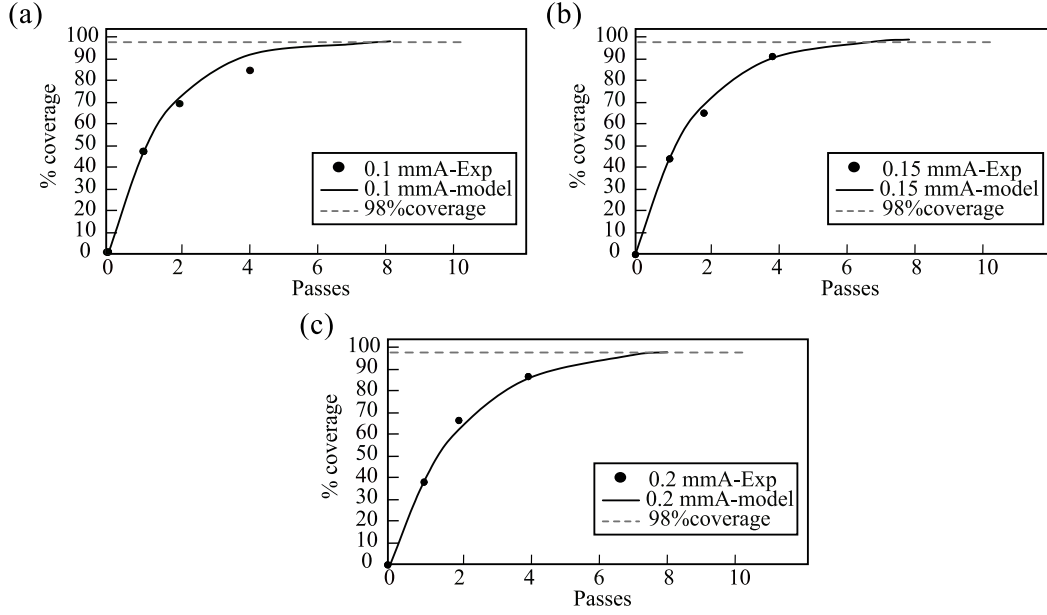 (a)
100
90
80
70
60
50
40
30
20
10
0
% coverage
0 2 4 6 8 10
Passes
0.1 mmA-Exp
0.1 mmA-model
98%coverage
(b)
100
90
80
70
60
50
40
30
20
10
0
% coverage
0 2 4 6 8 10
Passes
0.15 mmA-Exp
0.15 mmA-model
98%coverage
(c)
100
90
80
70
60
50
40
30
20
10
0
% coverage
0 2 4 6 8 10
Passes
0.2 mmA-Exp
0.2 mmA-model
98%coverage